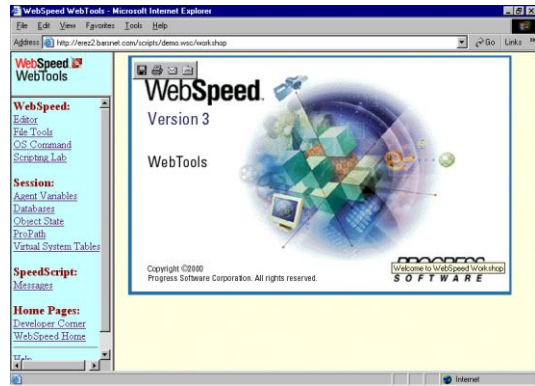 WebSpeed WebTools - Microsoft Internet Explorer
File Edit View Favorites Tools Help
Address http://erez2.barsnet.com/scripts/demo.wsc/workshop Go Links »
WebSpeed
WebTools
WebSpeed:
Editor
File Tools
OS Command
Scripting Lab
Session:
Agent Variables
Databases
Object State
ProPath
Virtual System Tables
SpeedScript:
Messages
Home Pages:
Developer Corner
WebSpeed Home
Help
WebSpeed.
Version 3
WebTools
Copyright ©2000
Progress Software Corporation. All rights reserved.
PROGRESS
Welcome to WebSpeed Workshop
SOFTWARE
Internet